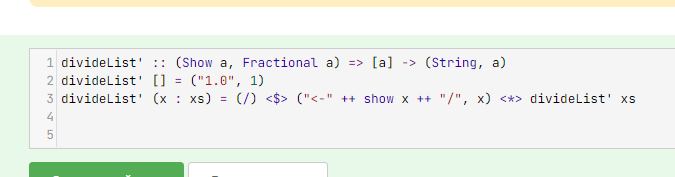 1 divideList' :: (Show a, Fractional a) => [a] -> (String, a)
2 divideList' [] = ("1.0", 1)
3 divideList' (x : xs) = (/) <$> ("<-" ++ show x ++ "/", x) <*> divideList' xs
4
5